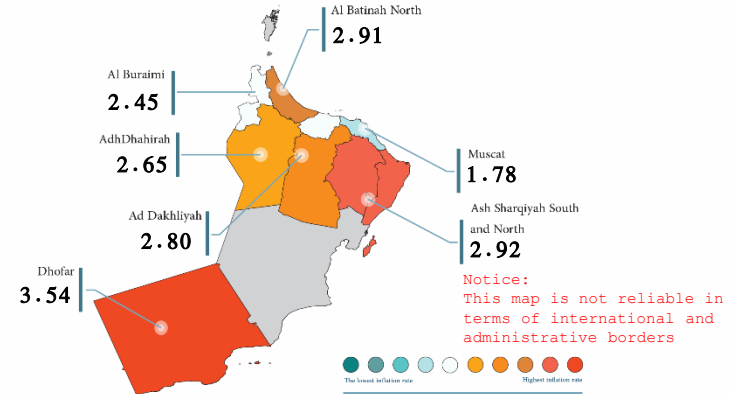 Al Batinah North
2.91
Al Buraimi
2.45
AdhDhahirah
2.65
Muscat
1.78
Ash Sharqiyah South
and North
2.92
Ad Dakhliyah
2.80
Dhofar
3.54
Notice:
This map is not reliable in
terms of international and
administrative borders
The lowest inflation rate
Highest inflation rate